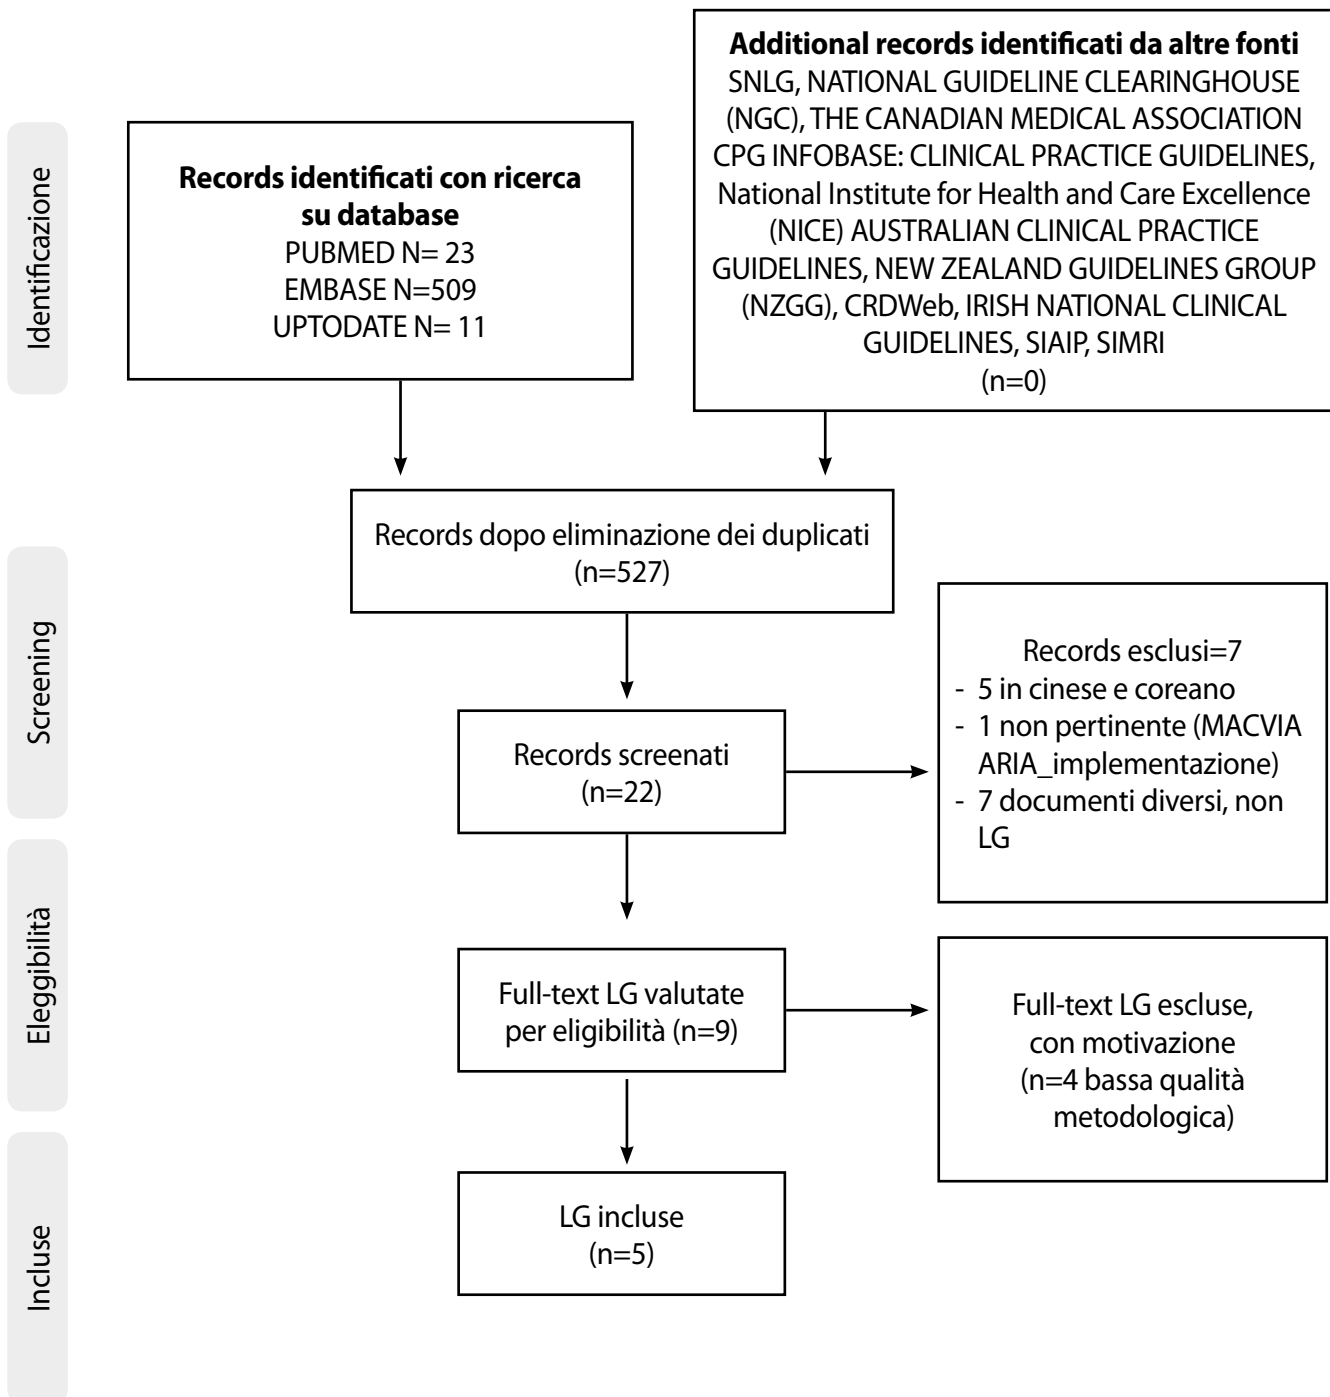 Additional records identificati da altre fonti
SNLG, NATIONAL GUIDELINE CLEARINGHOUSE
(NGC), THE CANADIAN MEDICAL ASSOCIATION
CPG INFOBASE: CLINICAL PRACTICE GUIDELINES,
National Institute for Health and Care Excellence
(NICE) AUSTRALIAN CLINICAL PRACTICE
GUIDELINES, NEW ZEALAND GUIDELINES GROUP
(NZGG), CRDWeb, IRISH NATIONAL CLINICAL
GUIDELINES, SIAIP, SIMRI
(n=0)
Identificazione
Records identificati con ricerca
su database
PUBMED N= 23
EMBASE N=509
UPTODATE N= 11
Records dopo eliminazione dei duplicati
(n=527)
Screening
Records screenati
(n=22)
Records esclusi=7
- 5 in cinese e coreano
- 1 non pertinente (MACVIA
ARIA_implementazione)
- 7 documenti diversi, non
LG
Eleggibilità
Full-text LG valutate
per eligibilità (n=9)
Full-text LG escluse,
con motivazione
(n=4 bassa qualità
metodologica)
Incluse
LG incluse
(n=5)